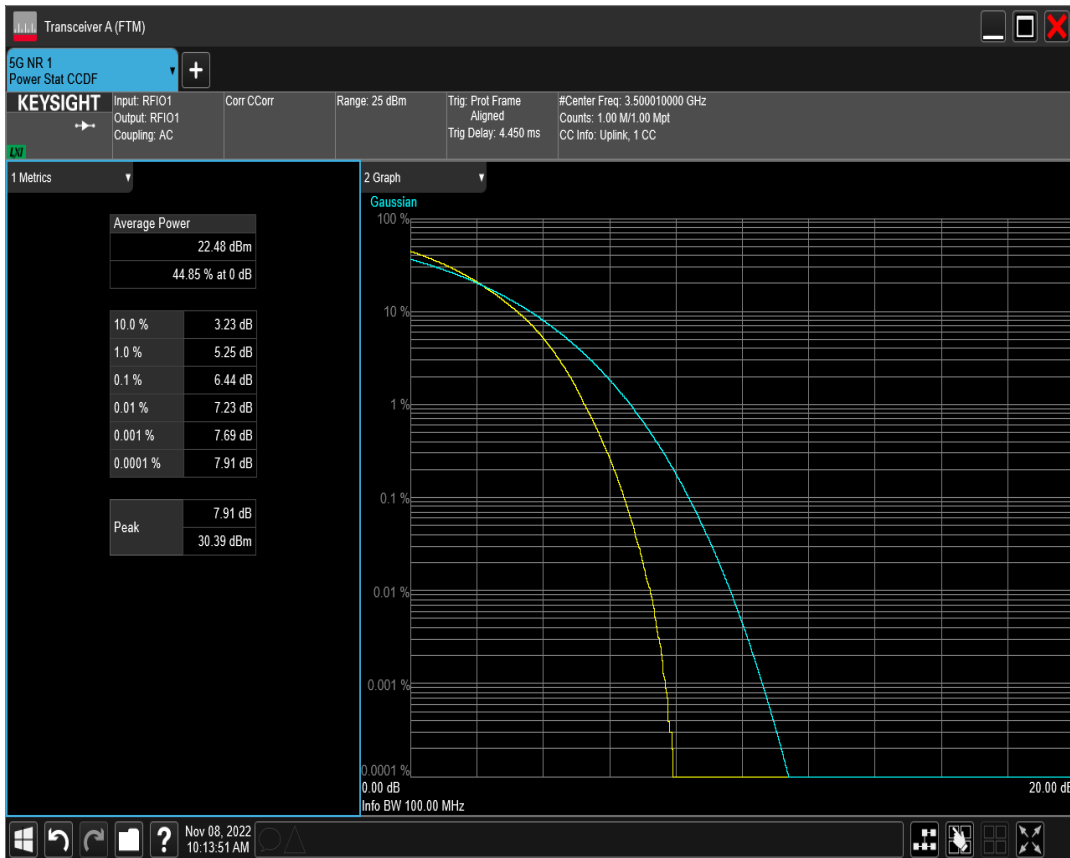 Transceiver A (FTM)
5G NR 1
Power Stat CCDF
+
KEYSIGHT
LXI
Input: RFIO1
Output: RFIO1
Coupling: AC
Corr CCorr
Range: 25 dBm
Trig: Prot Frame
Aligned
Trig Delay: 4.450 ms
#Center Freq: 3.500010000 GHz
Counts: 1.00 M/1.00 Mpt
CC Info: Uplink, 1 CC
1 Metrics
Average Power
22.48 dBm
44.85 % at 0 dB
10.0 % 3.23 dB
1.0 % 5.25 dB
0.1 % 6.44 dB
0.01 % 7.23 dB
0.001 % 7.69 dB
0.0001 % 7.91 dB
Peak
7.91 dB
30.39 dBm
2 Graph
Gaussian
100 %
10 %
1 %
0.1 %
0.01 %
0.001 %
0.0001 %
0.00 dB 20.00 dB
Info BW 100.00 MHz
?
Nov 08, 2022
10:13:51 AM